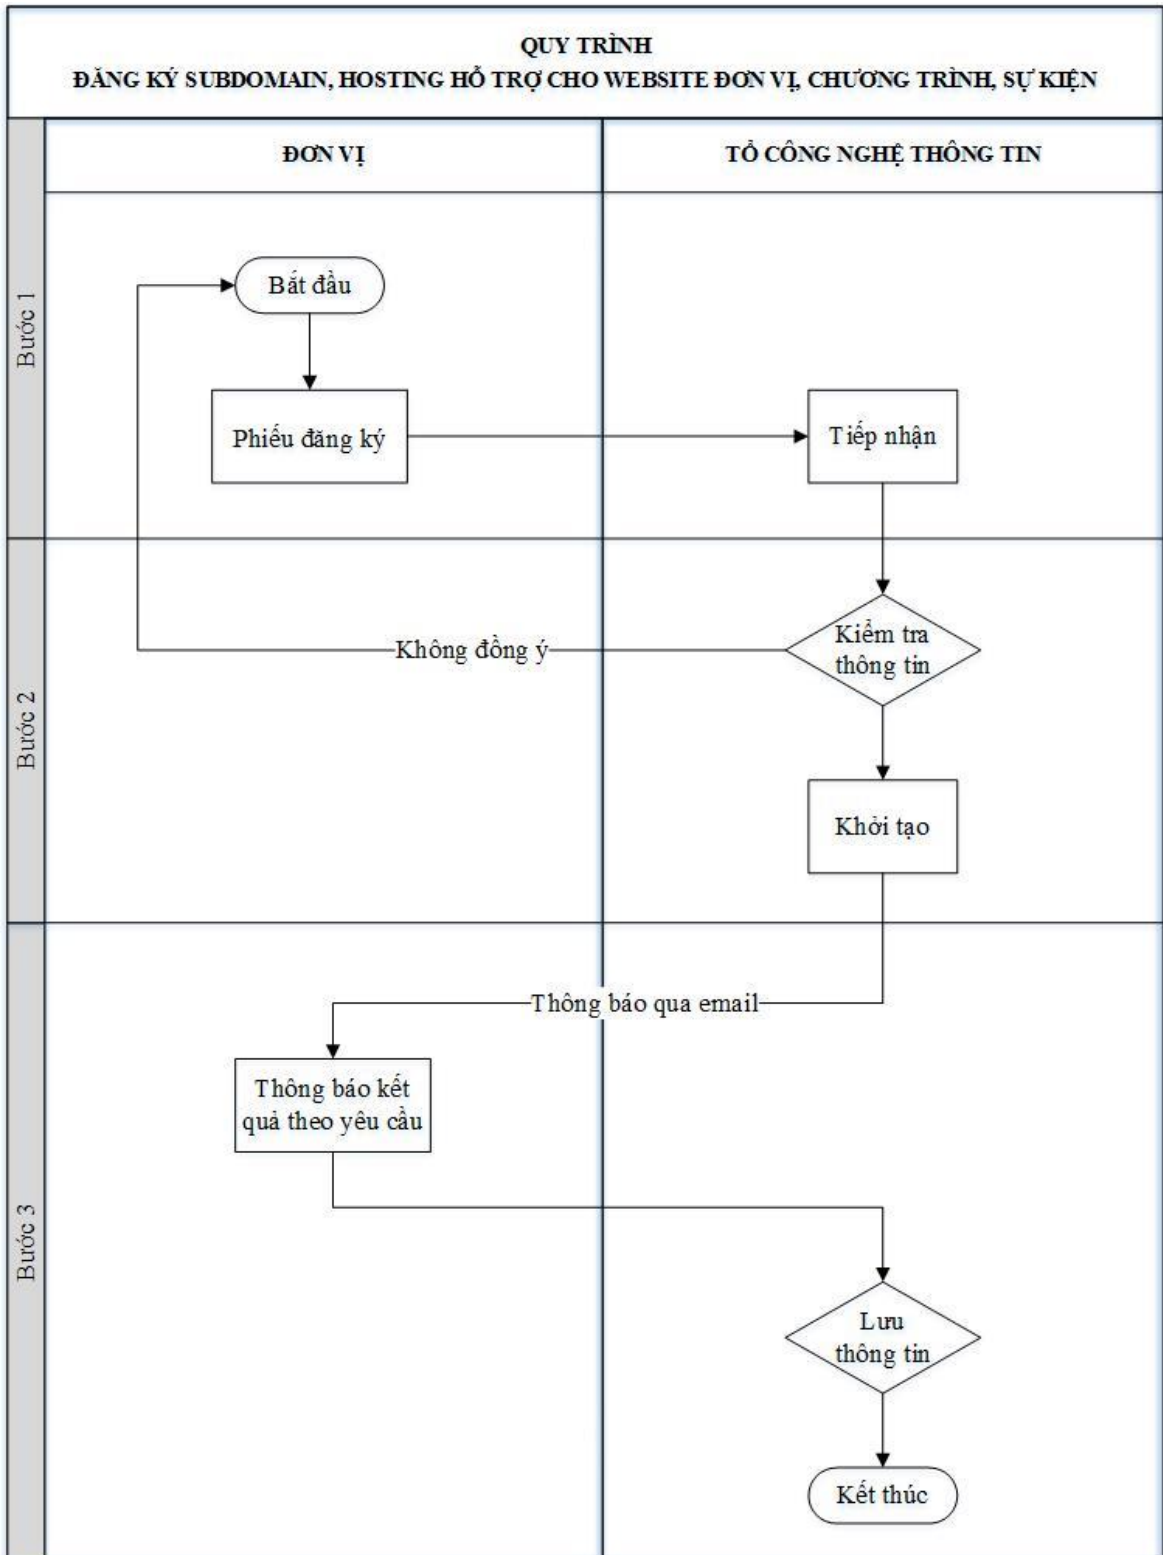 QUY TRÌNH
ĐĂNG KÝ SUBDOMAIN, HOSTING HỖ TRỢ CHO WEBSITE ĐƠN VỊ, CHƯƠNG TRÌNH, SỰ KIỆN
ĐƠN VỊ
TỔ CÔNG NGHỆ THÔNG TIN
Bước 1
Bắt đầu
Phiếu đăng ký
Tiếp nhận
Bước 2
Kiểm tra
thông tin
Không đồng ý
Khởi tạo
Bước 3
Thông báo qua email
Thông báo kết
quả theo yêu cầu
Lưu
thông tin
Kết thúc